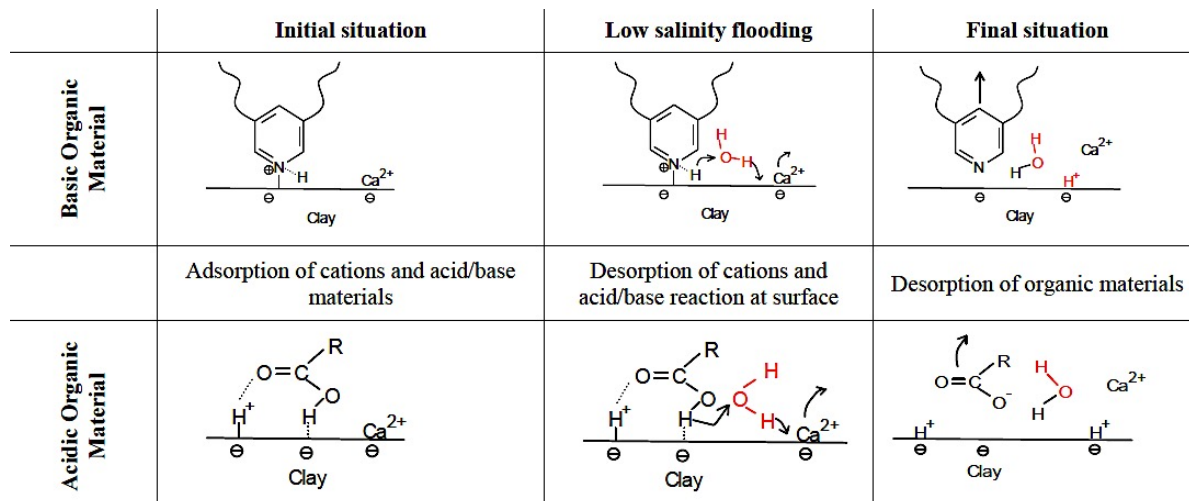 Initial situation
Low salinity flooding
Final situation
Basic Organic
Material
⊕N H
Ca²⁺
⊖ ⊖
Clay
H
O
H
⊕N H
Ca²⁺
⊖ ⊖
Clay
N
H
H O
Ca²⁺
H⁺
⊖ ⊖
Clay
Adsorption of cations and acid/base
materials
Desorption of cations and
acid/base reaction at surface
Desorption of organic materials
Acidic Organic
Material
R
O=C
O
H⁺ H Ca²⁺
⊖ ⊖ ⊖
Clay
R
O=C
H
O O
H⁺ H H Ca²⁺
⊖ ⊖ ⊖
Clay
R
O=C
O⁻
H
O
H
Ca²⁺
H⁺ H⁺
⊖ ⊖ ⊖
Clay